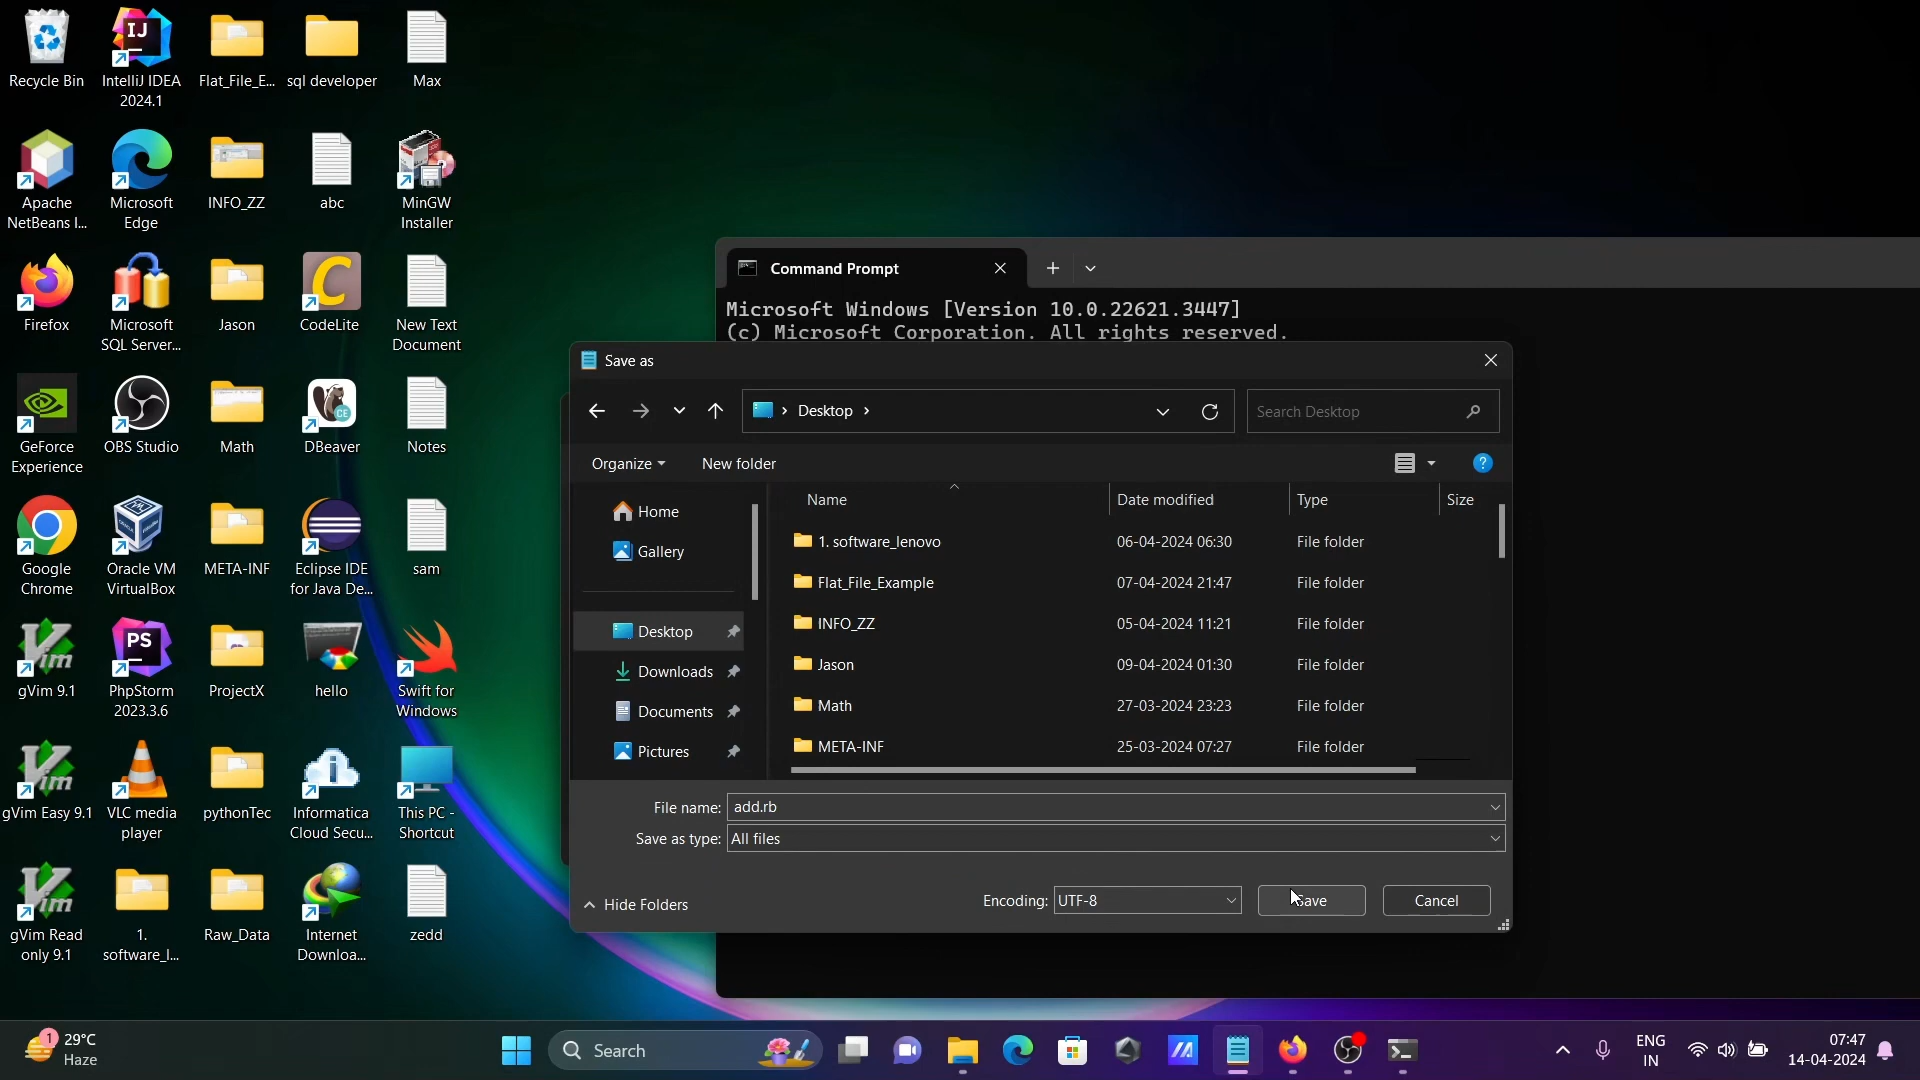 Recycle Bin
IntelliJ IDEA
2024.1
Flat_File_E...
sql developer
Max
Apache
NetBeans I...
Microsoft
Edge
INFO_ZZ
abc
MinGW
Installer
Firefox
Microsoft
SQL Server...
Jason
CodeLite
New Text
Document
GeForce
Experience
OBS Studio
Math
DBeaver
Notes
Google
Chrome
Oracle VM
VirtualBox
META-INF
Eclipse IDE
for Java De...
sam
gVim 9.1
PhpStorm
2023.3.6
ProjectX
hello
Swift for
Windows
gVim Easy 9.1
VLC media
player
pythonTec
Informatica
Cloud Secu...
This PC -
Shortcut
gVim Read
only 9.1
1.
software_l...
Raw_Data
Internet
Downloa...
zedd
Command Prompt
Microsoft Windows [Version 10.0.22621.3447]
(c) Microsoft Corporation. All rights reserved.
Save as
Desktop
Search Desktop
Organize
New folder
Home
Gallery
Desktop
Downloads
Documents
Pictures
Name Date modified Type Size
1. software_lenovo 06-04-2024 06:30 File folder
Flat_File_Example 07-04-2024 21:47 File folder
INFO_ZZ 05-04-2024 11:21 File folder
Jason 09-04-2024 01:30 File folder
Math 27-03-2024 23:23 File folder
META-INF 25-03-2024 07:27 File folder
File name: add.rb
Save as type: All files
Hide Folders
Encoding: UTF-8
Save
Cancel
1
29°C
Haze
Search
ENG
IN
07:47
14-04-2024